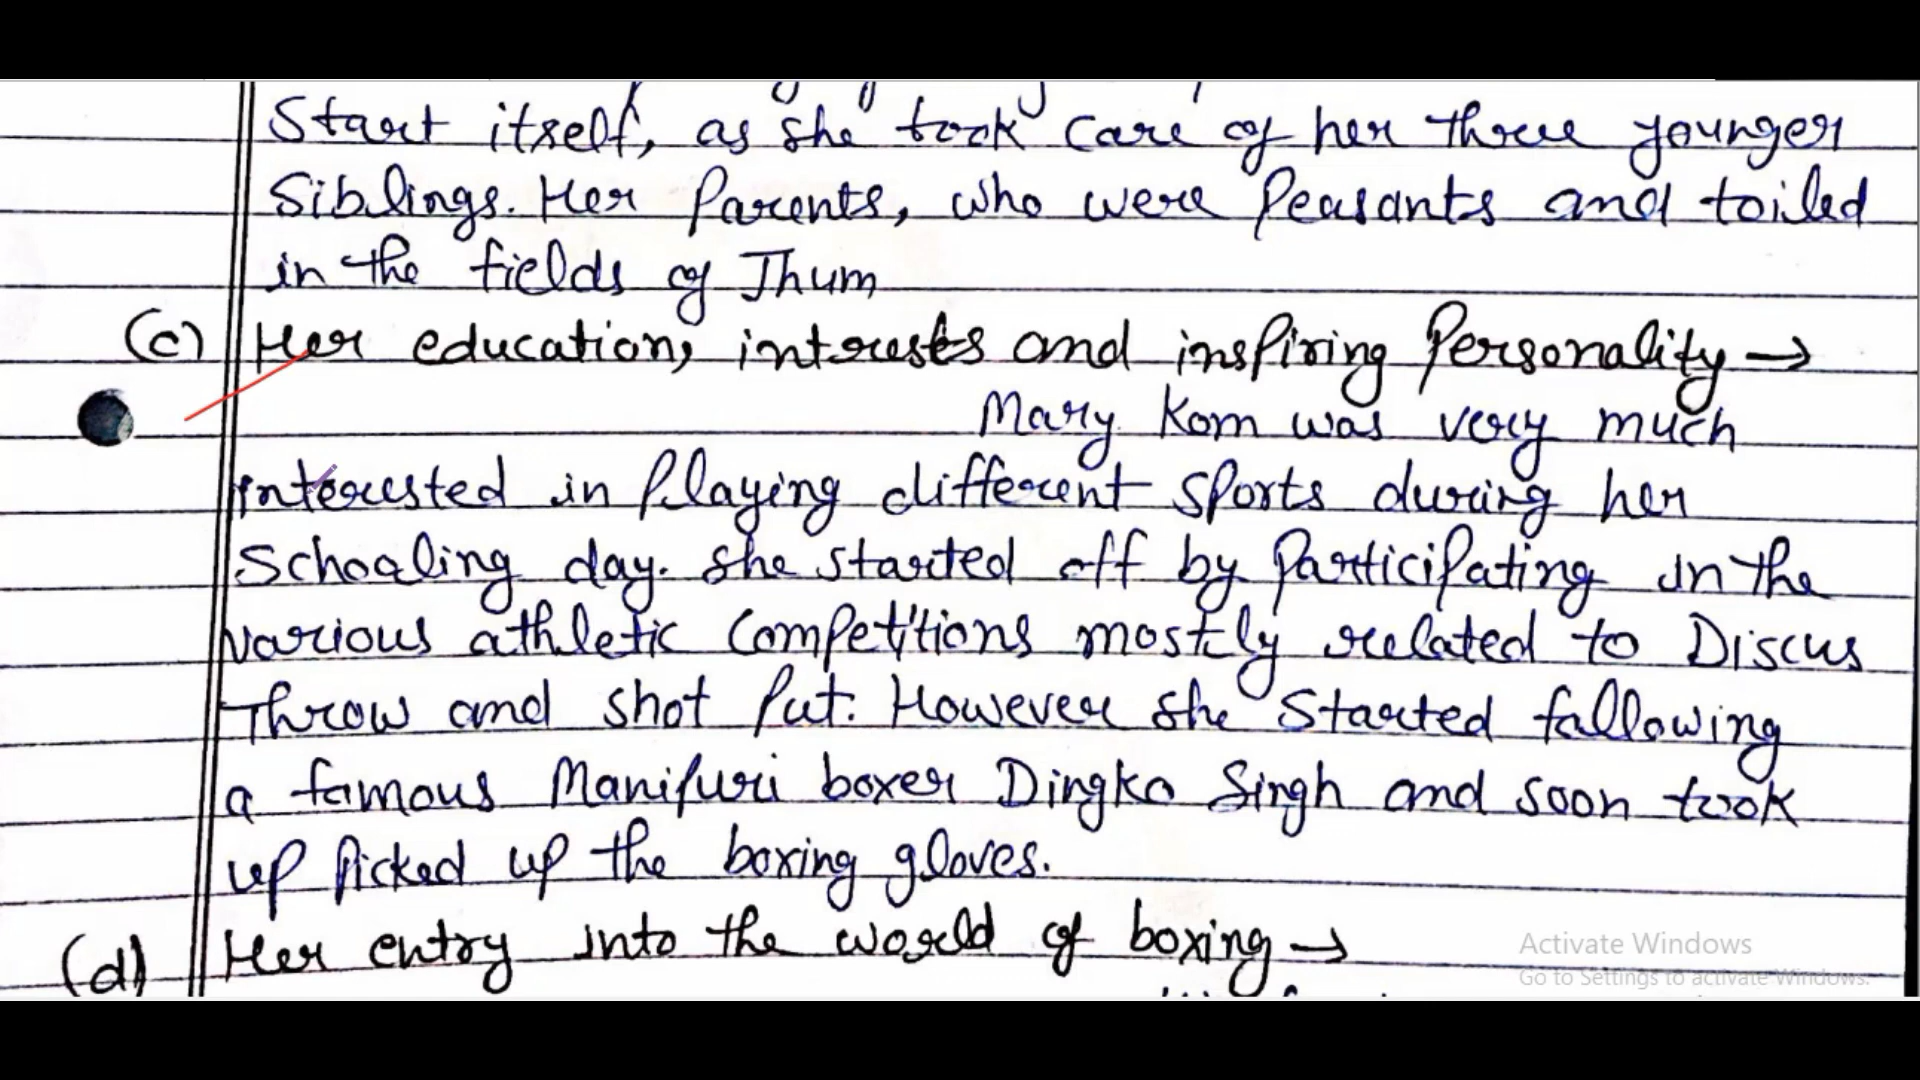 Start itself, as she took care of her three younger
Siblings. Her Parents, who were Peasants and toiled
in the fields of Jhum
(c) Her education, interests and inspiring Personality →
Mary Kom was very much
interested in Playing different Sports during her
Schooling day. She started off by Participating in the
various athletic Competitions mostly related to Discus
Throw and shot Put. However she Started following
a famous Manipuri boxer Dingko Singh and soon took
up Picked up the boxing gloves.
(d) Her entry into the world of boxing →
Activate Windows
Go to Settings to activate Windows.